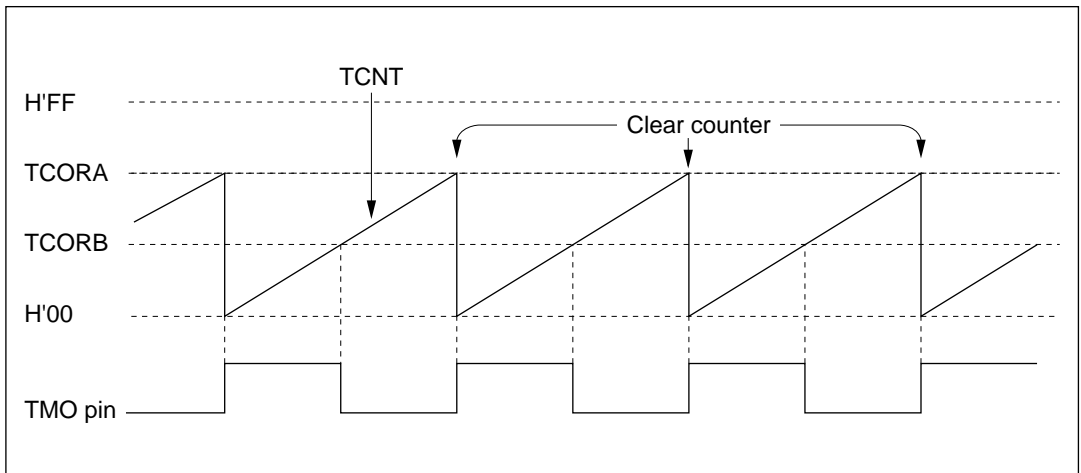 TCNT
H'FF
Clear counter
TCORA
TCORB
H'00
TMO pin